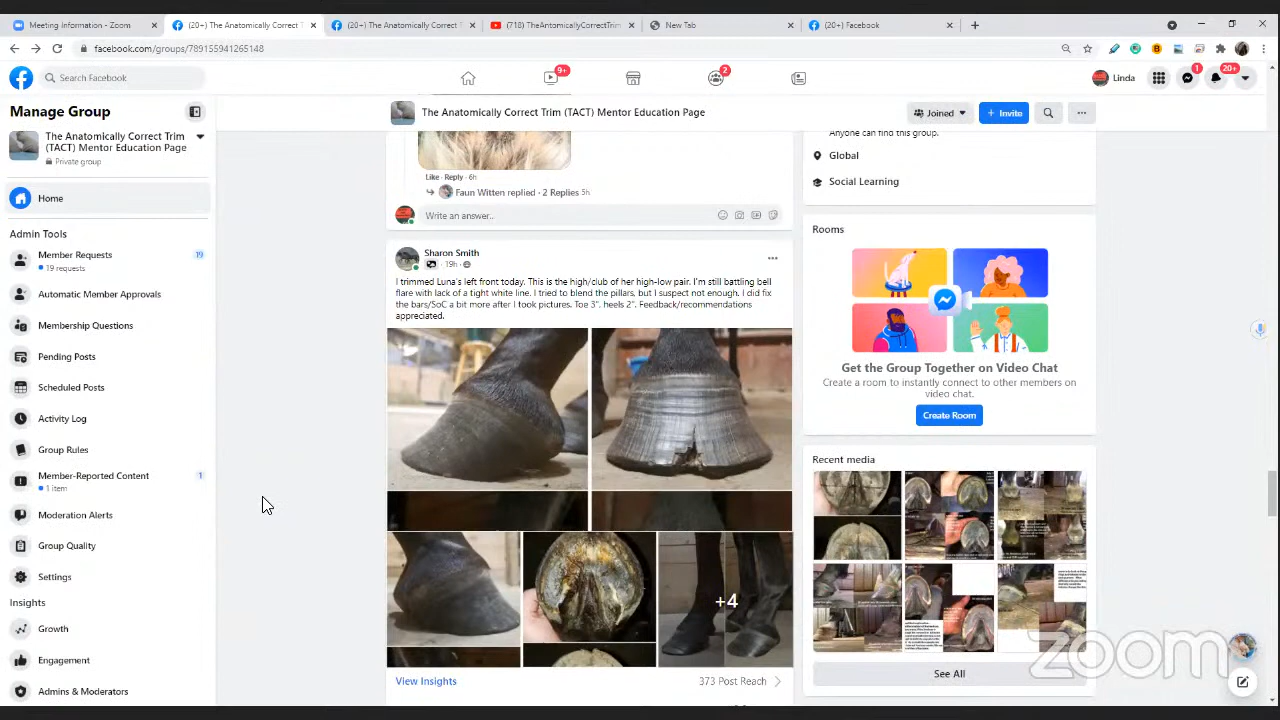 Meeting Information - Zoom
(20+) The Anatomically Correct T
(20+) The Anatomically Correct
(718) TheAntomicallyCorrectTrim
New Tab
(20+) Facebook
facebook.com/groups/789155941265148
Search Facebook
9+
2
Linda
1
20+
Manage Group
The Anatomically Correct Trim
(TACT) Mentor Education Page
Private group
Home
Admin Tools
Member Requests
19
19 requests
Automatic Member Approvals
Membership Questions
Pending Posts
Scheduled Posts
Activity Log
Group Rules
Member-Reported Content
1
1 item
Moderation Alerts
Group Quality
Settings
Insights
Growth
Engagement
Admins & Moderators
The Anatomically Correct Trim (TACT) Mentor Education Page
Joined
+ Invite
Like · Reply · 6h
Faun Witten replied · 2 Replies 5h
Write an answer...
Sharon Smith
19h
I trimmed Luna's left front today. This is the high/club of her high-low pair. I'm still battling bell
flare with lack of a tight white line. I tried to blend the pillars, but I suspect not enough. I did fix
the bars/SoC a bit more after I took pictures. Toe 3". heels 2". Feedback/recommendations
appreciated.
+4
View Insights
373 Post Reach
Anyone can find this group.
Global
Social Learning
Rooms
Get the Group Together on Video Chat
Create a room to instantly connect to other members on
video chat.
Create Room
Recent media
See All
zoom